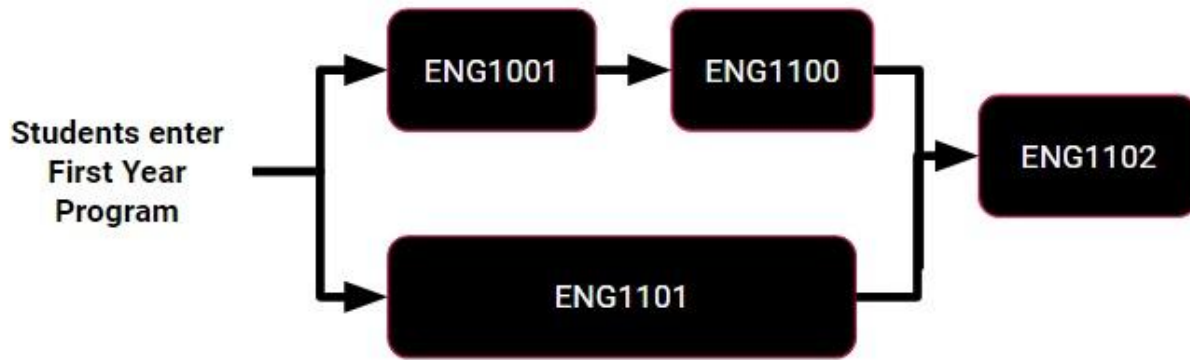 Students enter
First Year
Program
ENG1001
ENG1100
ENG1101
ENG1102